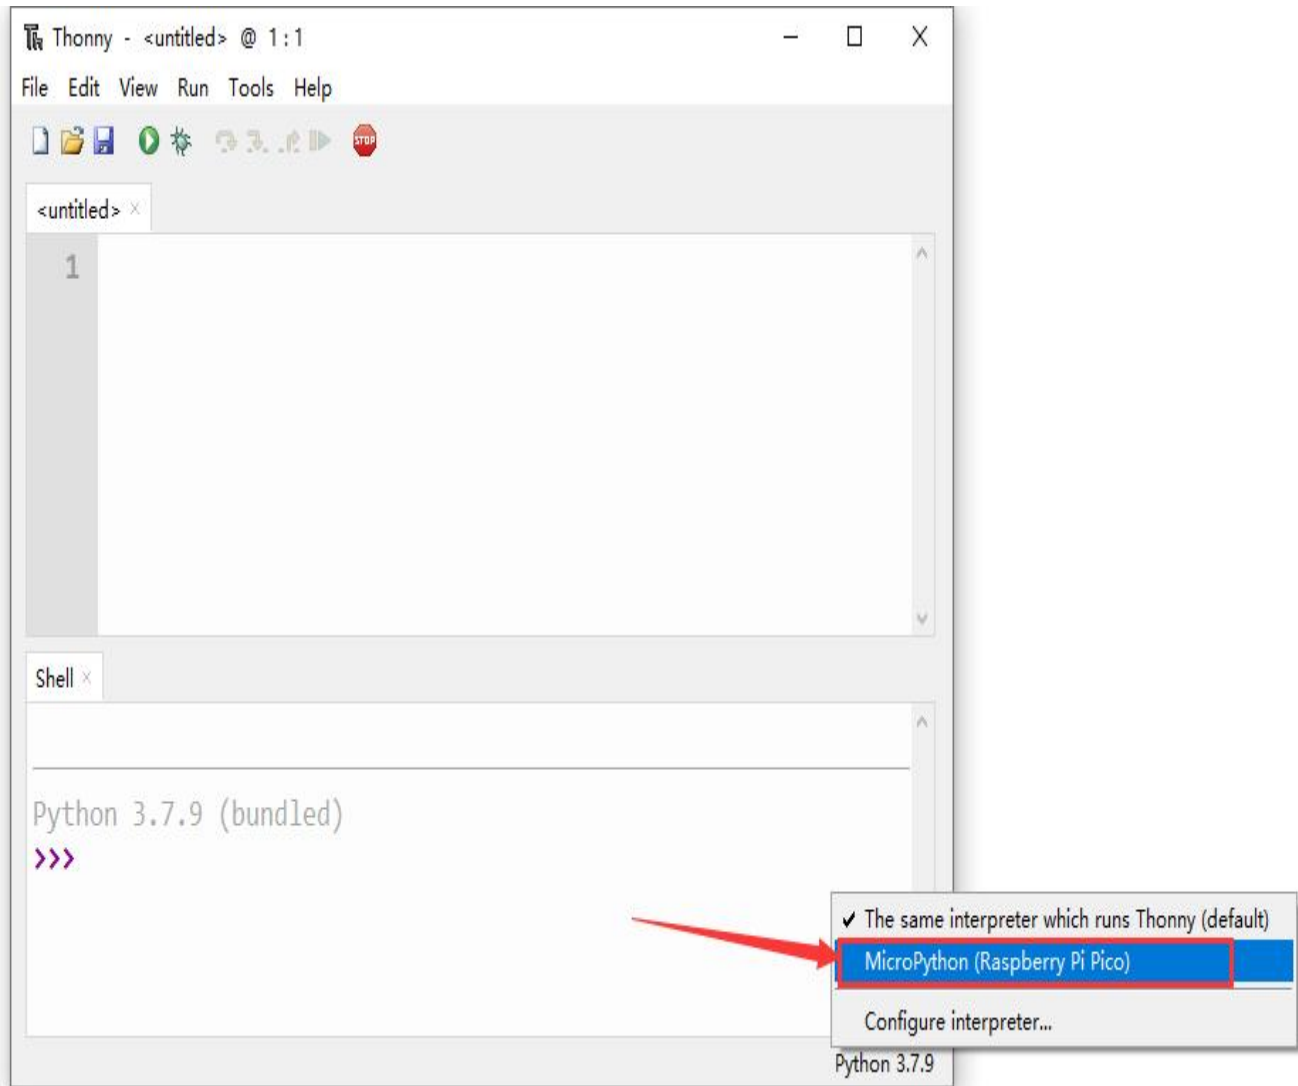 Thonny - <untitled> @ 1:1
File Edit View Run Tools Help
STOP
<untitled> ×
1
Shell ×
Python 3.7.9 (bundled)
>>>
✓ The same interpreter which runs Thonny (default)
MicroPython (Raspberry Pi Pico)
Configure interpreter...
Python 3.7.9